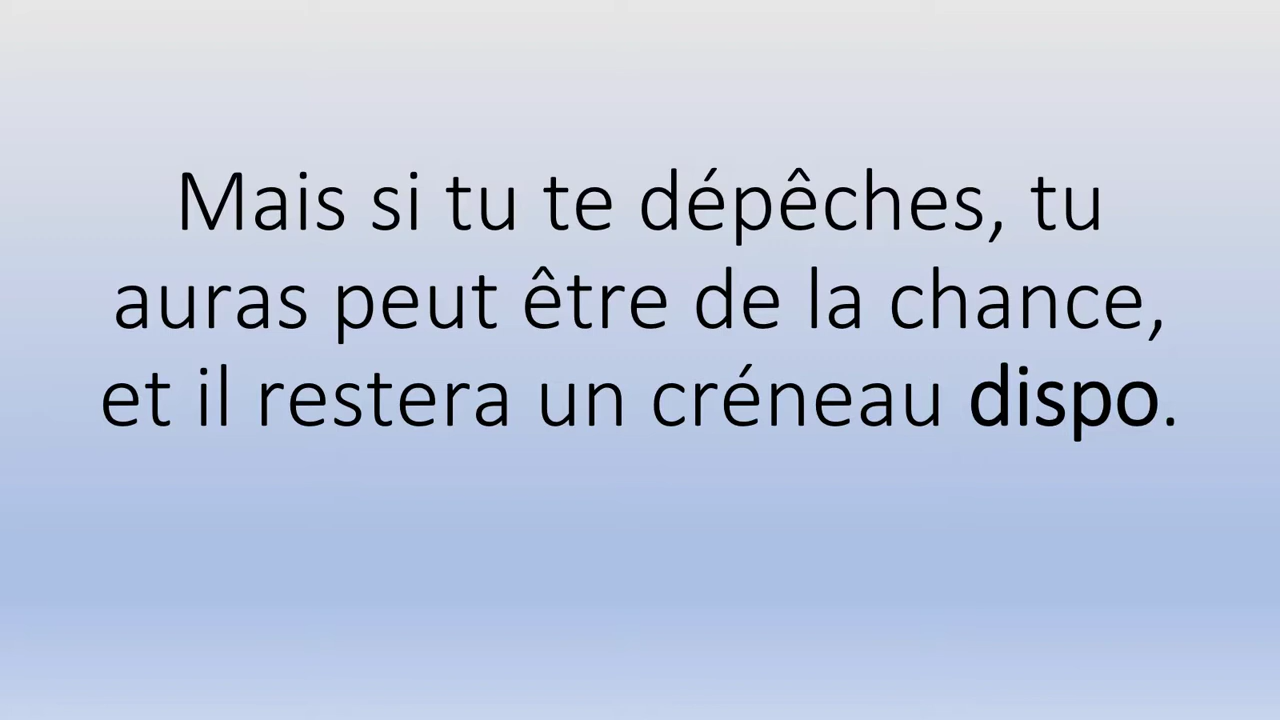 Mais si tu te dépêches, tu
auras peut être de la chance,
et il restera un créneau dispo.